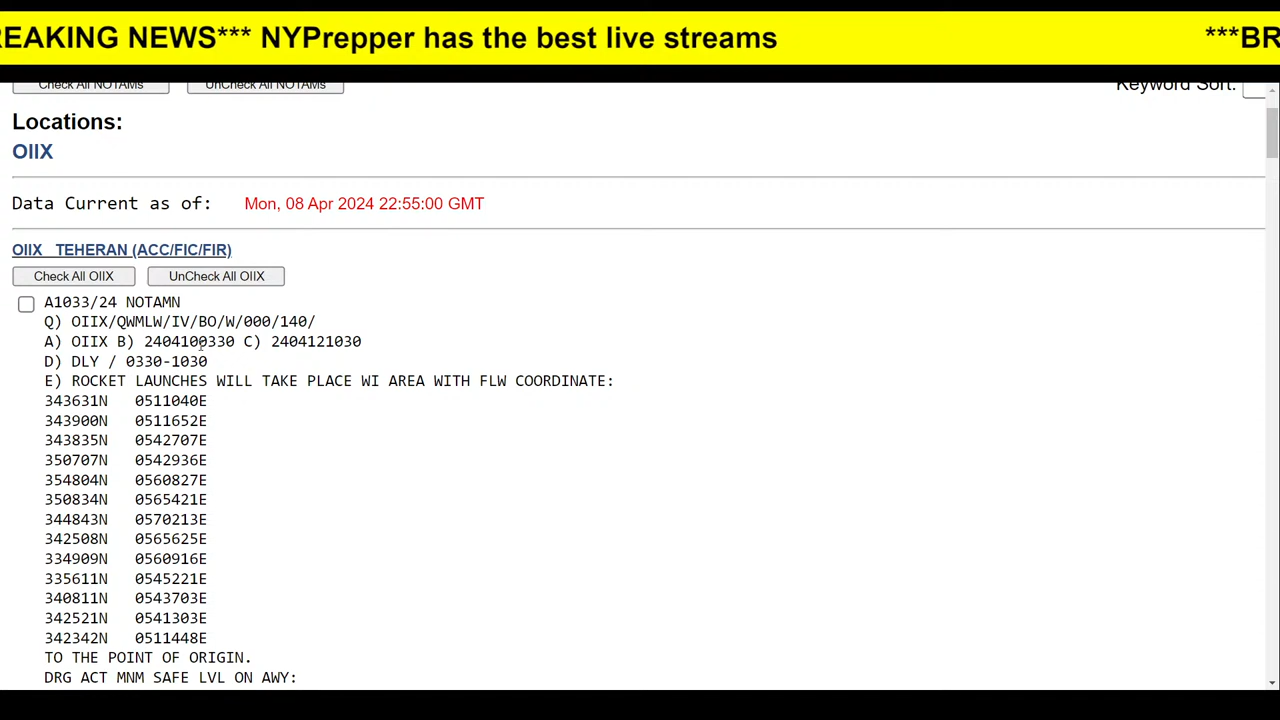 REAKING NEWS*** NYPrepper has the best live streams ***BR
Check All NOTAMs UnCheck All NOTAMs Keyword Sort:
Locations:
OIIX
Data Current as of: Mon, 08 Apr 2024 22:55:00 GMT
OIIX TEHERAN (ACC/FIC/FIR)
Check All OIIX UnCheck All OIIX
A1033/24 NOTAMN
Q) OIIX/QWMLW/IV/BO/W/000/140/
A) OIIX B) 2404100330 C) 2404121030
D) DLY / 0330-1030
E) ROCKET LAUNCHES WILL TAKE PLACE WI AREA WITH FLW COORDINATE:
343631N 0511040E
343900N 0511652E
343835N 0542707E
350707N 0542936E
354804N 0560827E
350834N 0565421E
344843N 0570213E
342508N 0565625E
334909N 0560916E
335611N 0545221E
340811N 0543703E
342521N 0541303E
342342N 0511448E
TO THE POINT OF ORIGIN.
DRG ACT MNM SAFE LVL ON AWY: